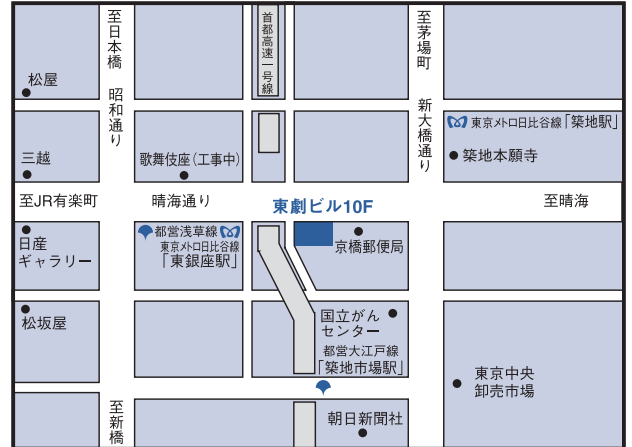 至日本橋
昭和通り
首都高速一号線
至茅場町
新大橋通り
松屋
東京メトロ日比谷線「築地駅」
三越
歌舞伎座(工事中)
築地本願寺
至JR有楽町
晴海通り
東劇ビル10F
至晴海
日産
ギャラリー
都営浅草線
東京メトロ日比谷線
「東銀座駅」
京橋郵便局
松坂屋
国立がん
センター
都営大江戸線
「築地市場駅」
東京中央
卸売市場
至新橋
朝日新聞社